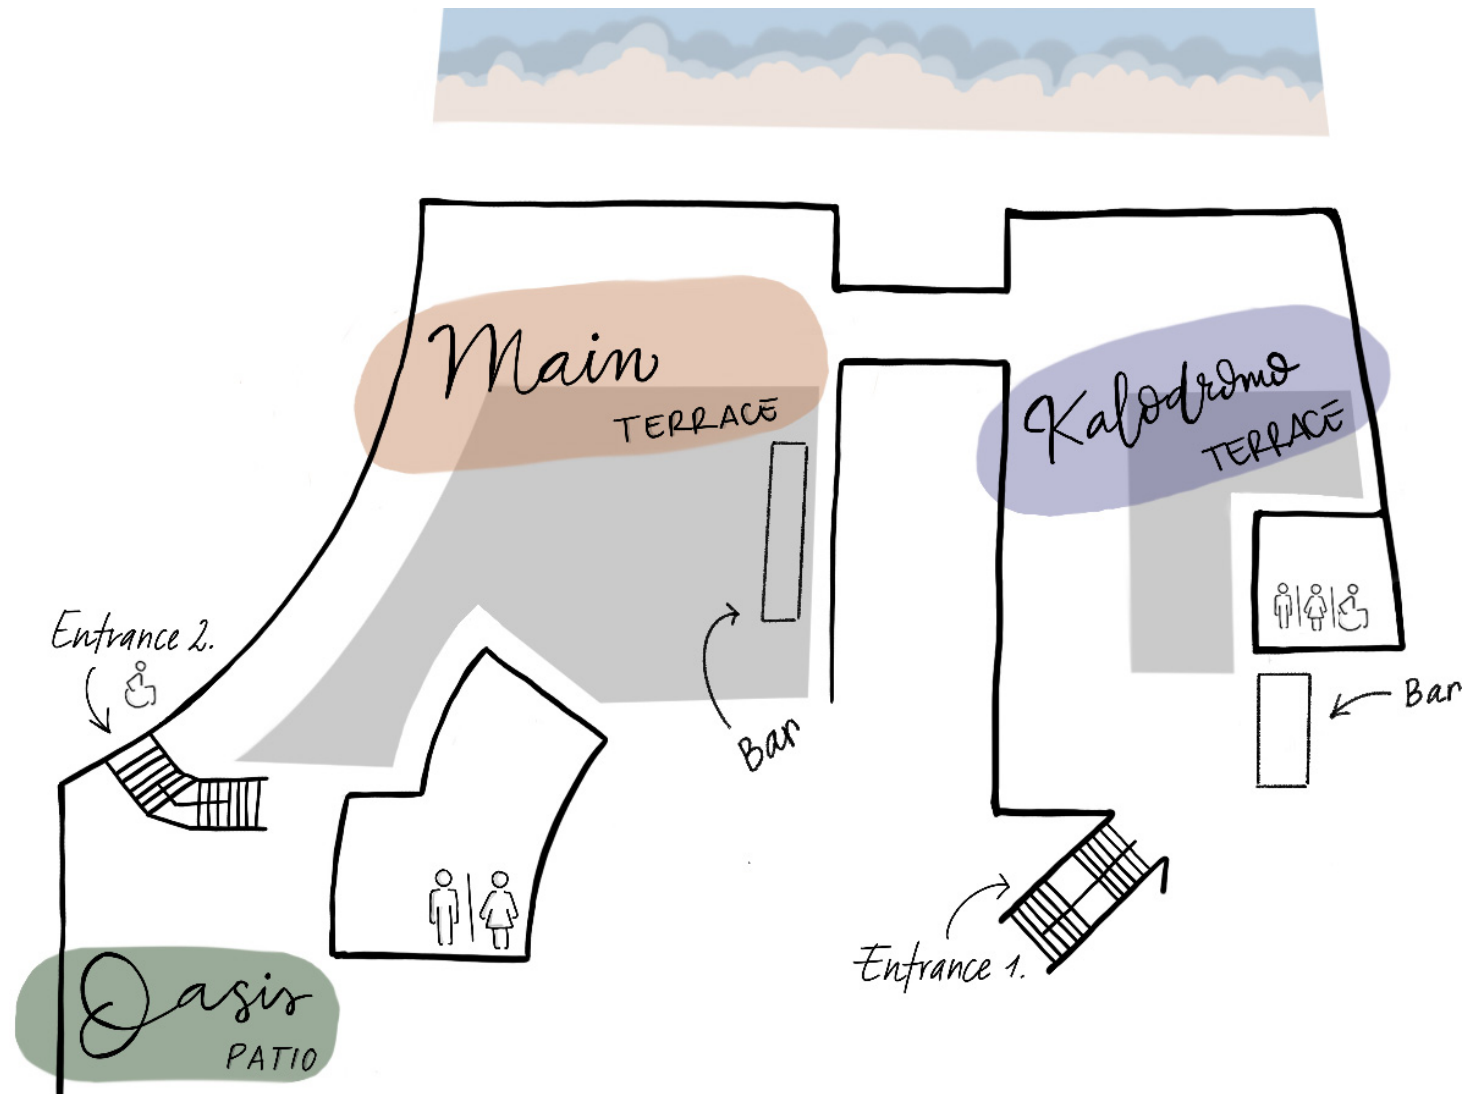 Main
TERRACE
Kalodromo
TERRACE
Entrance 2.
Bar
Bar
Entrance 1.
Oasis
PATIO